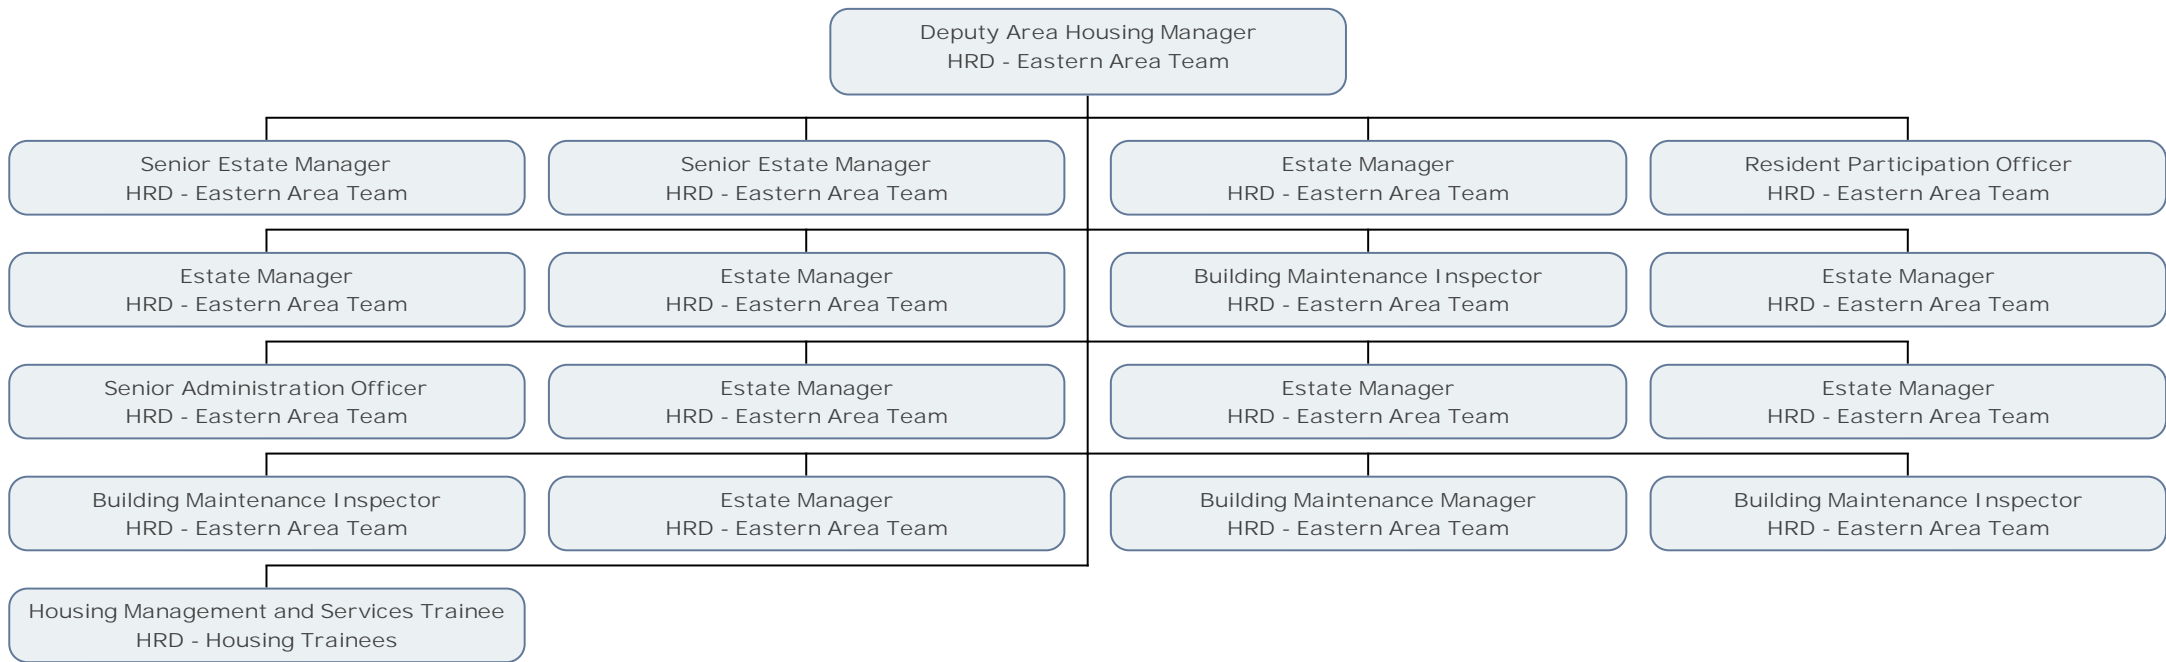 Deputy Area Housing Manager
HRD - Eastern Area Team
Senior Estate Manager
HRD - Eastern Area Team
Senior Estate Manager
HRD - Eastern Area Team
Estate Manager
HRD - Eastern Area Team
Resident Participation Officer
HRD - Eastern Area Team
Estate Manager
HRD - Eastern Area Team
Estate Manager
HRD - Eastern Area Team
Building Maintenance Inspector
HRD - Eastern Area Team
Estate Manager
HRD - Eastern Area Team
Senior Administration Officer
HRD - Eastern Area Team
Estate Manager
HRD - Eastern Area Team
Estate Manager
HRD - Eastern Area Team
Estate Manager
HRD - Eastern Area Team
Building Maintenance Inspector
HRD - Eastern Area Team
Estate Manager
HRD - Eastern Area Team
Building Maintenance Manager
HRD - Eastern Area Team
Building Maintenance Inspector
HRD - Eastern Area Team
Housing Management and Services Trainee
HRD - Housing Trainees